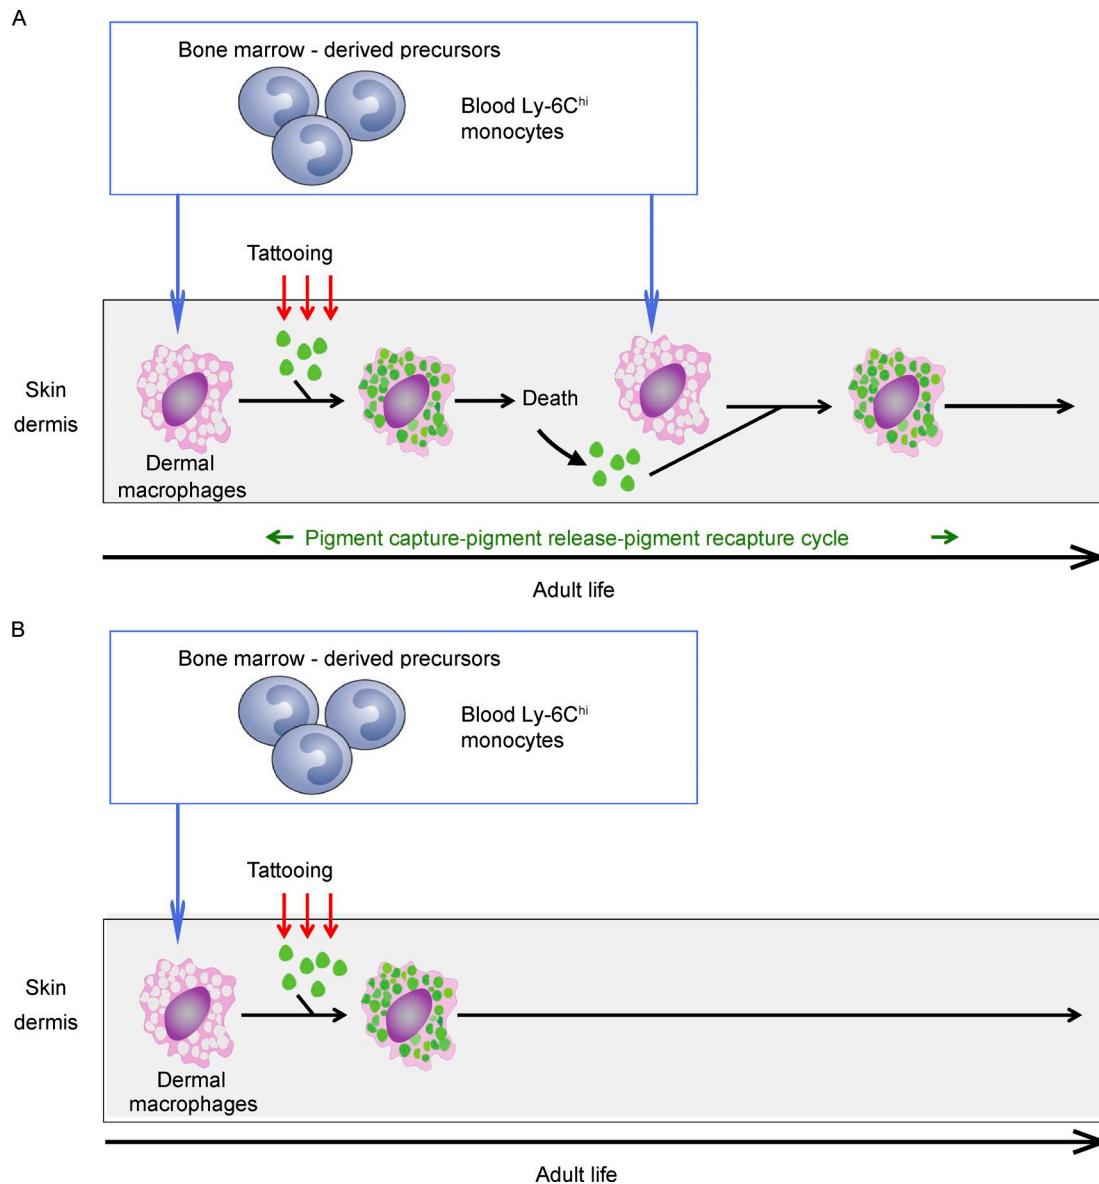 A
Bone marrow - derived precursors
Blood Ly-6Chi
monocytes
Tattooing
Skin
dermis
Death
Dermal
macrophages
Pigment capture-pigment release-pigment recapture cycle
Adult life
B
Bone marrow - derived precursors
Blood Ly-6Chi
monocytes
Tattooing
Skin
dermis
Dermal
macrophages
Adult life